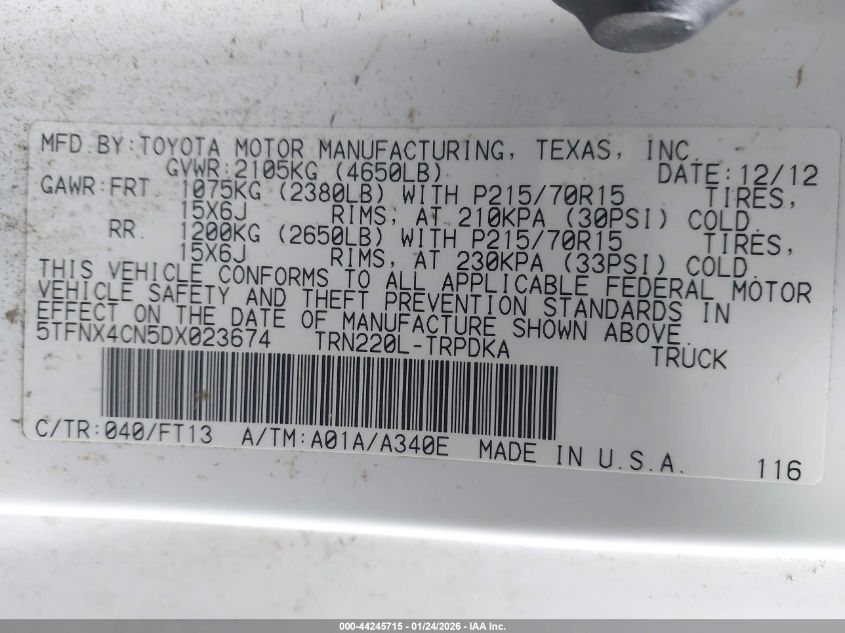 MFD BY:TOYOTA MOTOR MANUFACTURING, TEXAS, INC.
GVWR:2105KG (4650LB) DATE:12/12
GAWR:FRT 1075KG (2380LB) WITH P215/70R15 TIRES,
15X6J RIMS, AT 210KPA (30PSI) COLD.
RR. 1200KG (2650LB) WITH P215/70R15 TIRES,
15X6J RIMS, AT 230KPA (33PSI) COLD.
THIS VEHICLE CONFORMS TO ALL APPLICABLE FEDERAL MOTOR
VEHICLE SAFETY AND THEFT PREVENTION STANDARDS IN
EFFECT ON THE DATE OF MANUFACTURE SHOWN ABOVE.
5TFNX4CN5DX023674 TRN220L-TRPDKA TRUCK
C/TR:040/FT13 A/TM:A01A/A340E MADE IN U.S.A. 116
000-44245715 - 01/24/2026 - IAA Inc.